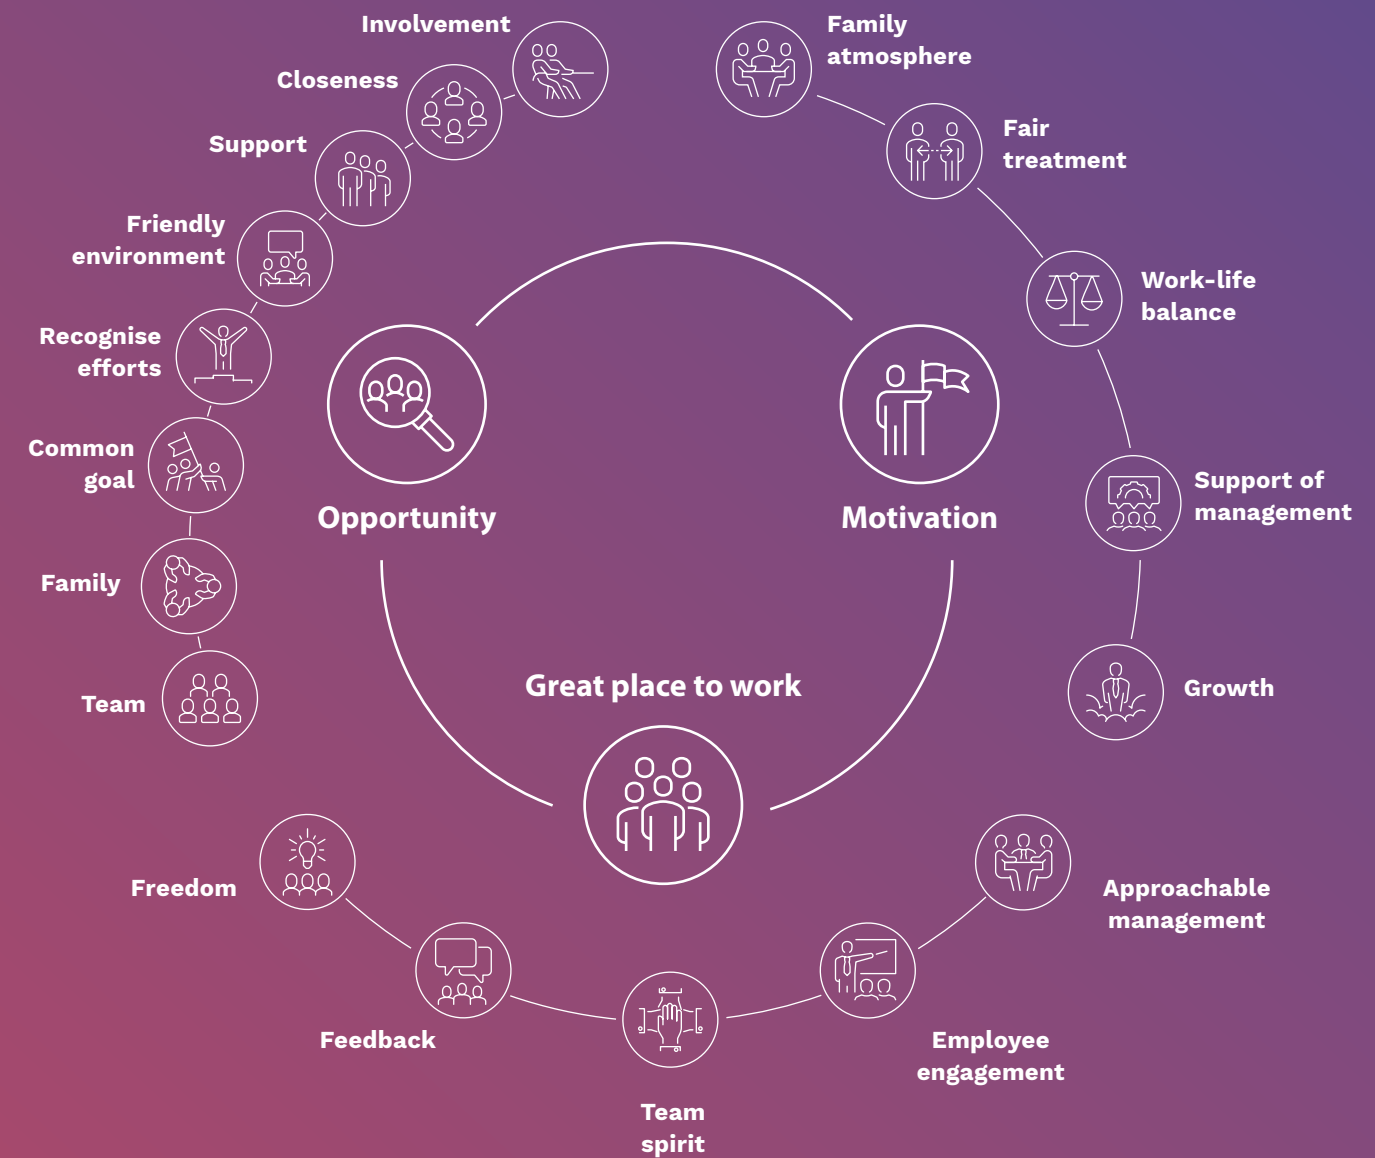 Involvement
Closeness
Support
Friendly
environment
Recognise
efforts
Common
goal
Family
Team
Family
atmosphere
Fair
treatment
Work-life
balance
Support of
management
Growth
Opportunity
Motivation
Great place to work
Freedom
Feedback
Team
spirit
Employee
engagement
Approachable
management